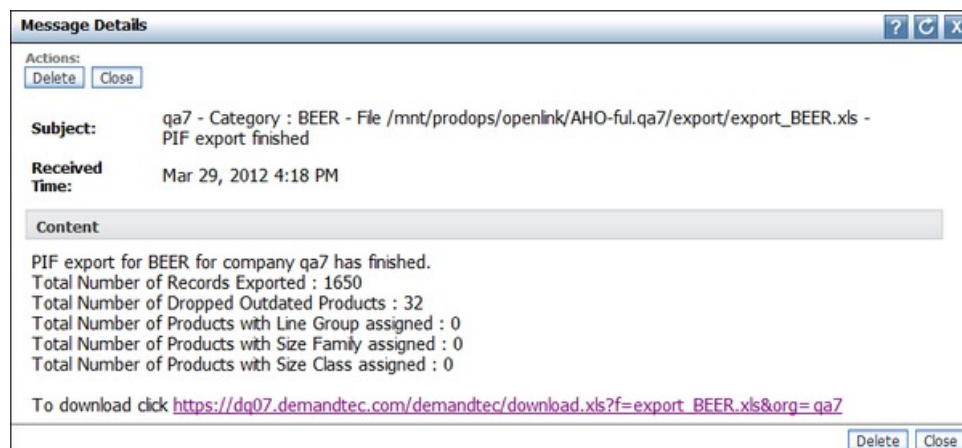 Message Details
? X
Actions:
Delete Close
Subject: qa7 - Category : BEER - File /mnt/prodops/openlink/AHO-ful.qa7/export/export_BEER.xls -
PIF export finished
Received
Time: Mar 29, 2012 4:18 PM
Content
PIF export for BEER for company qa7 has finished.
Total Number of Records Exported : 1650
Total Number of Dropped Outdated Products : 32
Total Number of Products with Line Group assigned : 0
Total Number of Products with Size Family assigned : 0
Total Number of Products with Size Class assigned : 0
To download click https://dq07.demandtec.com/demandtec/download.xls?f=export_BEER.xls&org=qa7
Delete Close